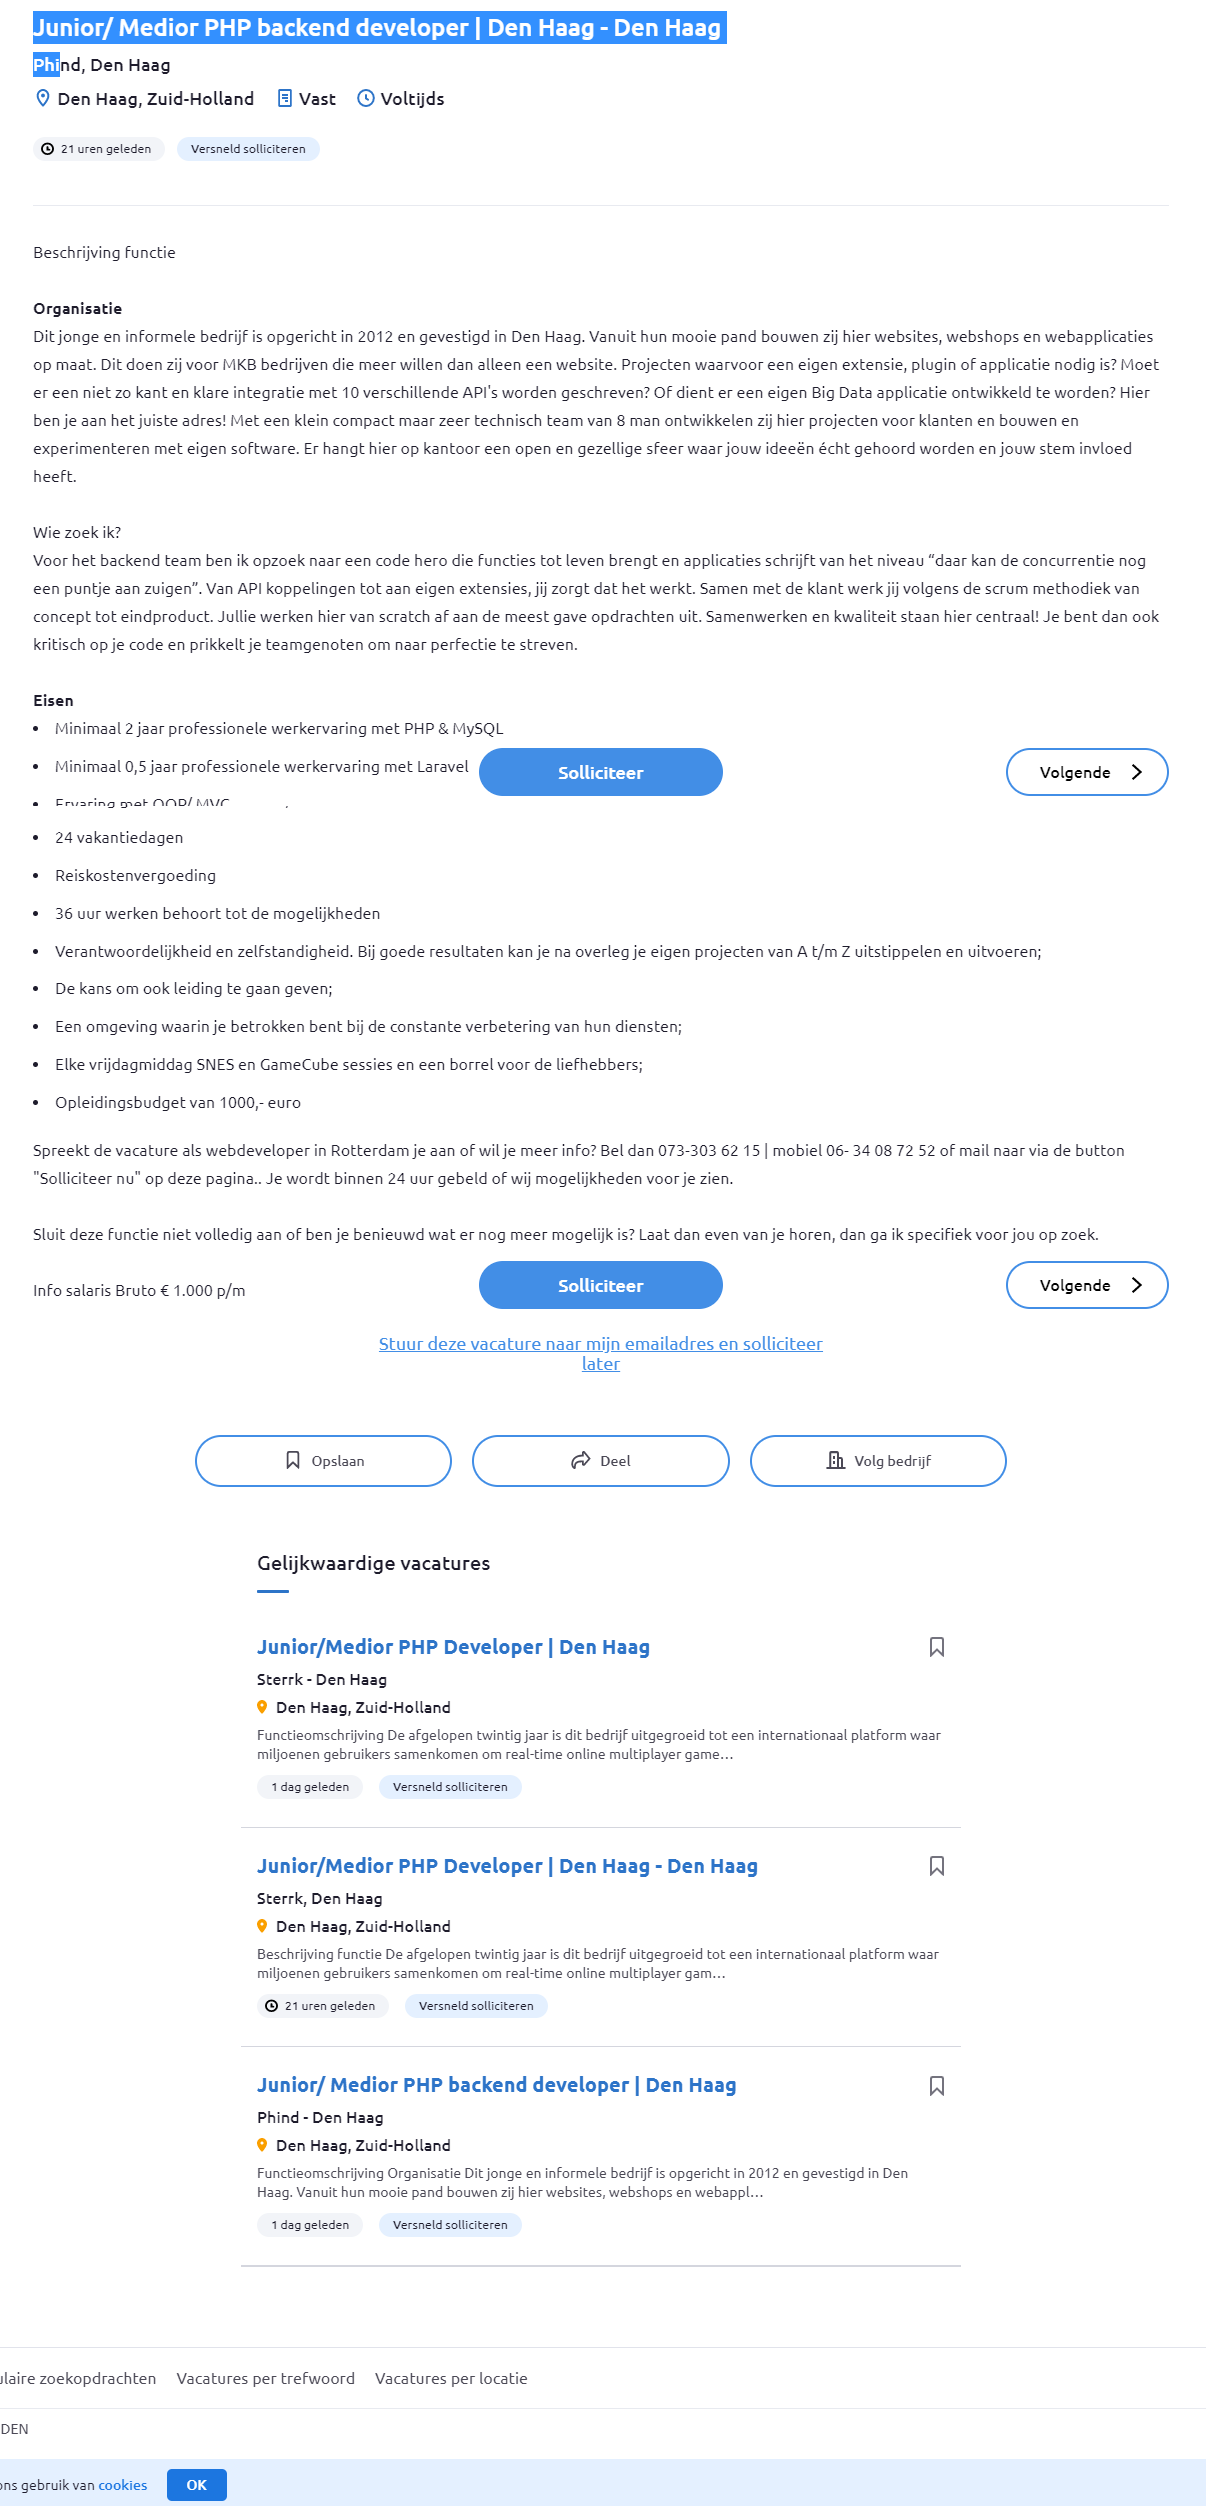 Junior/ Medior PHP backend developer | Den Haag - Den Haag
Phind, Den Haag
Den Haag, Zuid-Holland Vast Voltijds
21 uren geleden Versneld solliciteren
Beschrijving functie
Organisatie
Dit jonge en informele bedrijf is opgericht in 2012 en gevestigd in Den Haag. Vanuit hun mooie pand bouwen zij hier websites, webshops en webapplicaties
op maat. Dit doen zij voor MKB bedrijven die meer willen dan alleen een website. Projecten waarvoor een eigen extensie, plugin of applicatie nodig is? Moet
er een niet zo kant en klare integratie met 10 verschillende API's worden geschreven? Of dient er een eigen Big Data applicatie ontwikkeld te worden? Hier
ben je aan het juiste adres! Met een klein compact maar zeer technisch team van 8 man ontwikkelen zij hier projecten voor klanten en bouwen en
experimenteren met eigen software. Er hangt hier op kantoor een open en gezellige sfeer waar jouw ideeën écht gehoord worden en jouw stem invloed
heeft.
Wie zoek ik?
Voor het backend team ben ik opzoek naar een code hero die functies tot leven brengt en applicaties schrijft van het niveau “daar kan de concurrentie nog
een puntje aan zuigen”. Van API koppelingen tot aan eigen extensies, jij zorgt dat het werkt. Samen met de klant werk jij volgens de scrum methodiek van
concept tot eindproduct. Jullie werken hier van scratch af aan de meest gave opdrachten uit. Samenwerken en kwaliteit staan hier centraal! Je bent dan ook
kritisch op je code en prikkelt je teamgenoten om naar perfectie te streven.
Eisen
• Minimaal 2 jaar professionele werkervaring met PHP & MySQL
• Minimaal 0,5 jaar professionele werkervaring met Laravel
Solliciteer
Volgende
• Ervaring met OOP/ MVC
• 24 vakantiedagen
• Reiskostenvergoeding
• 36 uur werken behoort tot de mogelijkheden
• Verantwoordelijkheid en zelfstandigheid. Bij goede resultaten kan je na overleg je eigen projecten van A t/m Z uitstippelen en uitvoeren;
• De kans om ook leiding te gaan geven;
• Een omgeving waarin je betrokken bent bij de constante verbetering van hun diensten;
• Elke vrijdagmiddag SNES en GameCube sessies en een borrel voor de liefhebbers;
• Opleidingsbudget van 1000,- euro
Spreekt de vacature als webdeveloper in Rotterdam je aan of wil je meer info? Bel dan 073-303 62 15 | mobiel 06- 34 08 72 52 of mail naar via de button
"Solliciteer nu" op deze pagina.. Je wordt binnen 24 uur gebeld of wij mogelijkheden voor je zien.
Sluit deze functie niet volledig aan of ben je benieuwd wat er nog meer mogelijk is? Laat dan even van je horen, dan ga ik specifiek voor jou op zoek.
Info salaris Bruto € 1.000 p/m
Solliciteer
Volgende
Stuur deze vacature naar mijn emailadres en solliciteer
later
Opslaan Deel Volg bedrijf
Gelijkwaardige vacatures
Junior/Medior PHP Developer | Den Haag
Sterrk - Den Haag
Den Haag, Zuid-Holland
Functieomschrijving De afgelopen twintig jaar is dit bedrijf uitgegroeid tot een internationaal platform waar
miljoenen gebruikers samenkomen om real-time online multiplayer game…
1 dag geleden Versneld solliciteren
Junior/Medior PHP Developer | Den Haag - Den Haag
Sterrk, Den Haag
Den Haag, Zuid-Holland
Beschrijving functie De afgelopen twintig jaar is dit bedrijf uitgegroeid tot een internationaal platform waar
miljoenen gebruikers samenkomen om real-time online multiplayer gam…
21 uren geleden Versneld solliciteren
Junior/ Medior PHP backend developer | Den Haag
Phind - Den Haag
Den Haag, Zuid-Holland
Functieomschrijving Organisatie Dit jonge en informele bedrijf is opgericht in 2012 en gevestigd in Den
Haag. Vanuit hun mooie pand bouwen zij hier websites, webshops en webappl…
1 dag geleden Versneld solliciteren
ulaire zoekopdrachten Vacatures per trefwoord Vacatures per locatie
DEN
ons gebruik van cookies OK